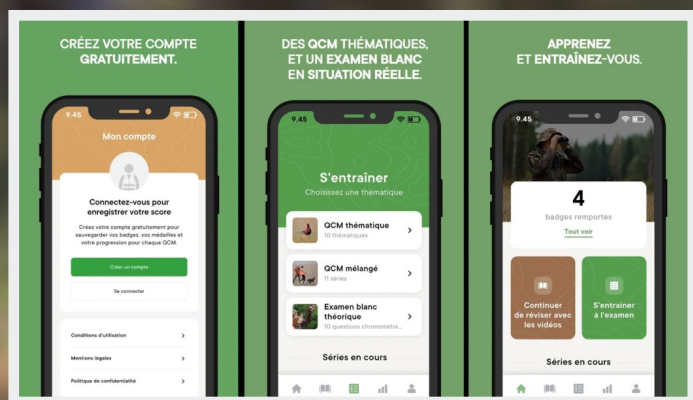 CRÉEZ VOTRE COMPTE
GRATUITEMENT.
9.45
Mon compte
Connectez-vous pour
enregistrer votre score
Créez votre compte gratuitement pour
sauvegarder vos badges, vos médailles et
votre progression pour chaque QCM.
Créer un compte
Se connecter
Conditions d'utilisation
Mentions légales
Politique de confidentialité
DES QCM THÉMATIQUES,
ET UN EXAMEN BLANC
EN SITUATION RÉELLE.
9.45
S'entraîner
Choisissez une thématique
QCM thématique
10 thématiques
QCM mélangé
11 séries
Examen blanc
théorique
10 questions chronométré...
Séries en cours
APPRENEZ
ET ENTRAÎNEZ-VOUS.
9.45
4
badges remportés
Tout voir
Continuer
de réviser avec
les vidéos
S'entrainer
à l'examen
Séries en cours